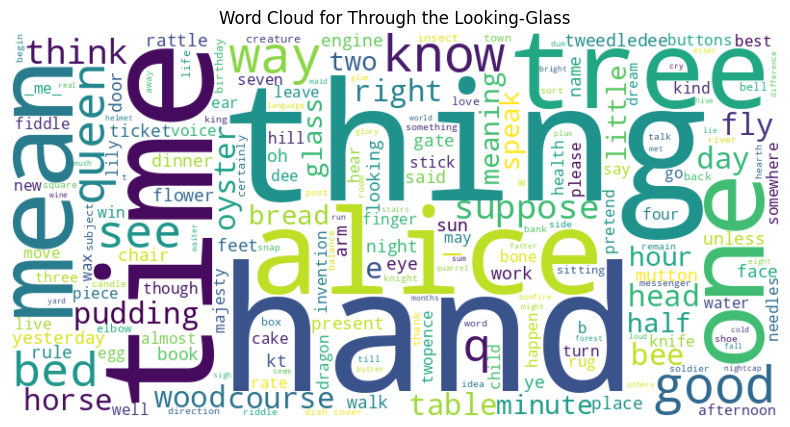 Word Cloud for Through the Looking-Glass
begin
think
rattle
life
birthday
creature
way
engine
insect
two
know
town
tweedledee
dum
tree
buttons
utter
best
_me_
real
away
door
queen
mean
time
ear
king
seven
leave
maid
glue
love
right
glass
meaning
speak
bright
sort
name
little
cry
kind
dream
bell
difference
fiddle
helmet
ticket
voice
lily
much
t
certainly
language
thing
hill
oh
dee
world
something
gate
stick
said
hear
looking
glory
plum
health
please
hive
fly
lie
river
talk
met
go
day
back
say
hearth
somewhere
new
square
wine
win
dinner
flower
oyster
post
rode
bread
finger
run
stairs
suppose
w
pretend
four
see
subject
wax
move
three
chair
feet
snap
arm
balance
invention
night
sun
may
bank
side
alice
e
eye
knight
sum
quarrel
fatter
bone
work
sitting
hour
remain
unless
mutton
messenger
eight
face
one
needles
waiter
majesty
yard
candle
piece
though
live
pudding
elbow
yesterday
almost
rule
egg
book
box
cake
present
months
hand
q
thank
might
bonfire
happen
b
forest
turn
head
half
water
loud
knife
bee
shoe
cold
fall
bed
sigh
kt
rate
dragon
till
butter
twopence
word
idea
child
ye
rug
soldier
nightcap
good
horse
well
direction
wood
course
riddle
seem
dish cover
walk
table
minute
place
others
afternoon